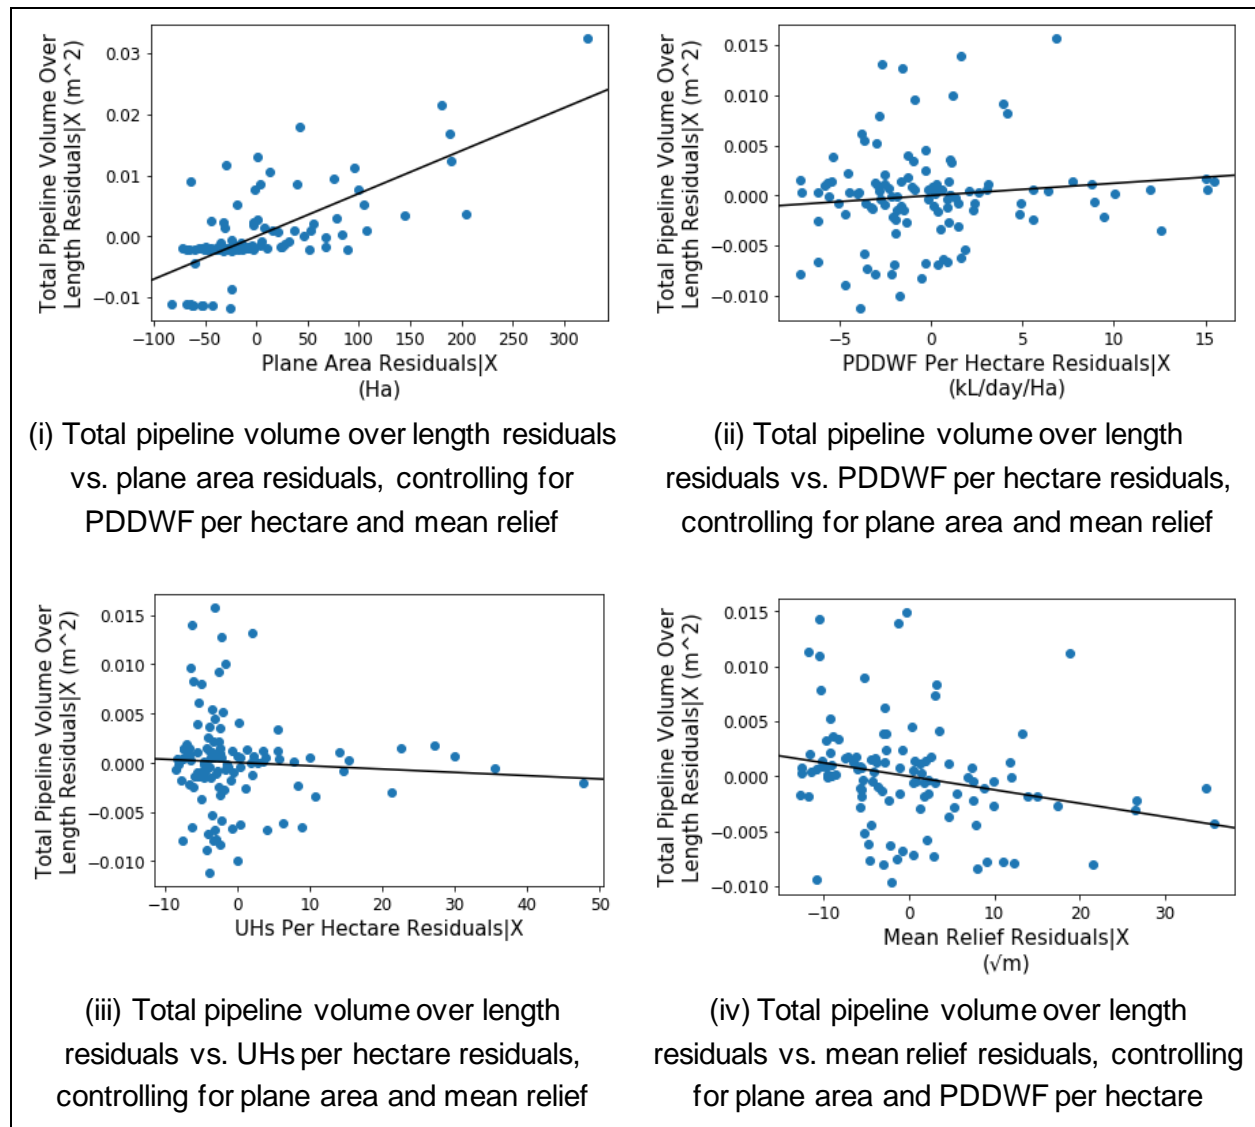 Total Pipeline Volume Over
Length Residuals|X (m^2)
0.03
0.02
0.01
0.00
−0.01
−100 −50 0 50 100 150 200 250 300
Plane Area Residuals|X
(Ha)
(i) Total pipeline volume over length residuals
vs. plane area residuals, controlling for
PDDWF per hectare and mean relief
Total Pipeline Volume Over
Length Residuals|X (m^2)
0.015
0.010
0.005
0.000
−0.005
−0.010
−5 0 5 10 15
PDDWF Per Hectare Residuals|X
(kL/day/Ha)
(ii) Total pipeline volume over length
residuals vs. PDDWF per hectare residuals,
controlling for plane area and mean relief
Total Pipeline Volume Over
Length Residuals|X (m^2)
0.015
0.010
0.005
0.000
−0.005
−0.010
−10 0 10 20 30 40 50
UHs Per Hectare Residuals|X
(iii) Total pipeline volume over length
residuals vs. UHs per hectare residuals,
controlling for plane area and mean relief
Total Pipeline Volume Over
Length Residuals|X (m^2)
0.015
0.010
0.005
0.000
−0.005
−0.010
−10 0 10 20 30
Mean Relief Residuals|X
(√m)
(iv) Total pipeline volume over length
residuals vs. mean relief residuals, controlling
for plane area and PDDWF per hectare